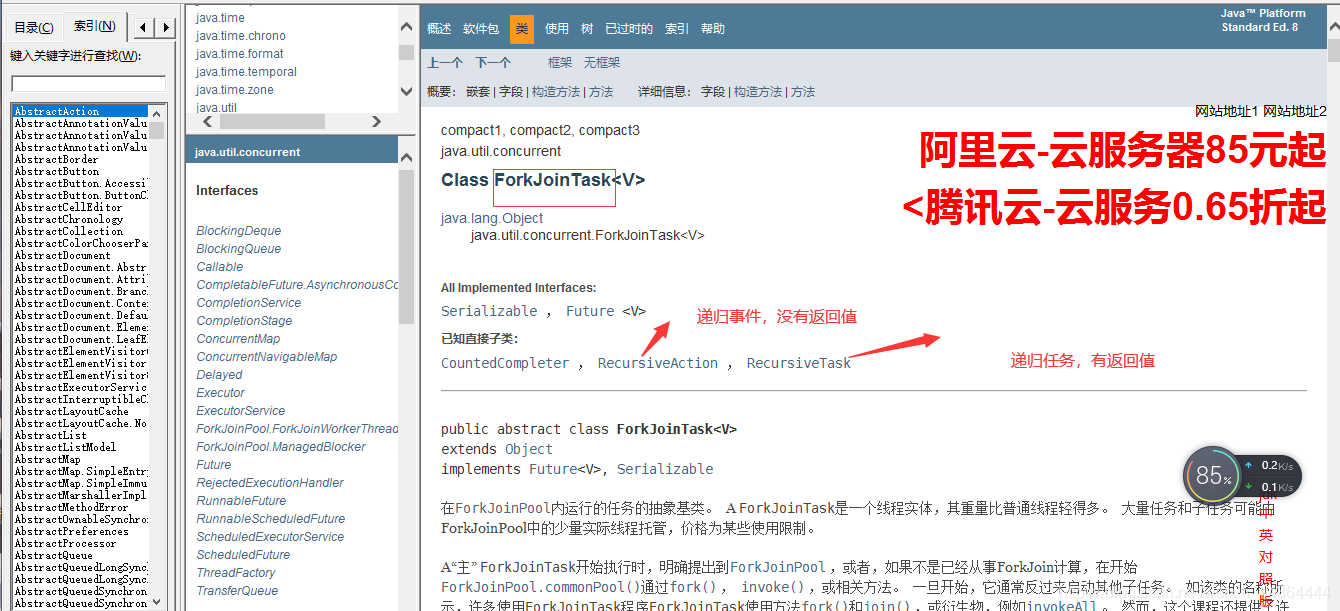 目录(C) 索引(N)
键入关键字进行查找(W):
AbstractAction
AbstractAnnotationValu
AbstractAnnotationValu
AbstractAnnotationValu
AbstractBorder
AbstractButton
AbstractButton.Accessi
AbstractButton.ButtonC
AbstractCellEditor
AbstractChronology
AbstractCollection
AbstractColorChooserPa
AbstractDocument
AbstractDocument.Abstr
AbstractDocument.Attri
AbstractDocument.Branc
AbstractDocument.Conte
AbstractDocument.Defau
AbstractDocument.Eleme
AbstractDocument.LeafE
AbstractElementVisitor
AbstractElementVisitor
AbstractElementVisitor
AbstractExecutorServic
AbstractInterruptibleC
AbstractLayoutCache
AbstractLayoutCache.No
AbstractList
AbstractListModel
AbstractMap
AbstractMap.SimpleEntr
AbstractMap.SimpleImmu
AbstractMarshallerImpl
AbstractMethodError
AbstractOwnableSynchro
AbstractPreferences
AbstractProcessor
AbstractQueue
AbstractQueuedLongSync
AbstractQueuedLongSync
AbstractQueuedSynchron
AbstractQueuedSynchron
java.time
java.time.chrono
java.time.format
java.time.temporal
java.time.zone
java.util
java.util.concurrent
Interfaces
BlockingDeque
BlockingQueue
Callable
CompletableFuture.AsynchronousCo
CompletionService
CompletionStage
ConcurrentMap
ConcurrentNavigableMap
Delayed
Executor
ExecutorService
ForkJoinPool.ForkJoinWorkerThread
ForkJoinPool.ManagedBlocker
Future
RejectedExecutionHandler
RunnableFuture
RunnableScheduledFuture
ScheduledExecutorService
ScheduledFuture
ThreadFactory
TransferQueue
概述 软件包 类 使用 树 已过时的 索引 帮助
Java™ Platform
Standard Ed. 8
上一个 下一个 框架 无框架
概要: 嵌套 | 字段 | 构造方法 | 方法 详细信息: 字段 | 构造方法 | 方法
网站地址1 网站地址2
阿里云-云服务器85元起
<腾讯云-云服务0.65折起
compact1, compact2, compact3
java.util.concurrent
Class ForkJoinTask<V>
java.lang.Object
java.util.concurrent.ForkJoinTask<V>
All Implemented Interfaces:
Serializable , Future <V>
递归事件，没有返回值
已知直接子类:
CountedCompleter , RecursiveAction , RecursiveTask
递归任务，有返回值
public abstract class ForkJoinTask<V>
extends Object
implements Future<V>, Serializable
在ForkJoinPool内运行的任务的抽象基类。 A ForkJoinTask是一个线程实体，其重量比普通线程轻得多。 大量任务和子任务可能由
ForkJoinPool中的少量实际线程托管，价格为某些使用限制。
A“主” ForkJoinTask开始执行时，明确提出到ForkJoinPool ，或者，如果不是已经从事ForkJoin计算，在开始
ForkJoinPool.commonPool()通过fork() ， invoke() ，或相关方法。 一旦开始，它通常反过来启动其他子任务。 如该类的名称所
示，许多使用ForkJoinTask程序ForkJoinTask使用方法fork()和join() ，或衍生物，例如invokeAll 。 然而，这个课程还提供了许
85%
0.2K/s
0.1K/s
jdk
中
英
对
照
版